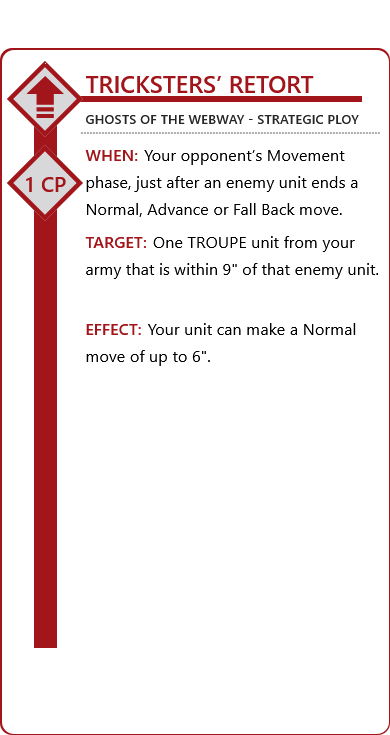 TRICKSTERS’ RETORT
GHOSTS OF THE WEBWAY - STRATEGIC PLOY
WHEN: Your opponent’s Movement
phase, just after an enemy unit ends a
Normal, Advance or Fall Back move.
1 CP
TARGET: One TROUPE unit from your
army that is within 9" of that enemy unit.
EFFECT: Your unit can make a Normal
move of up to 6".